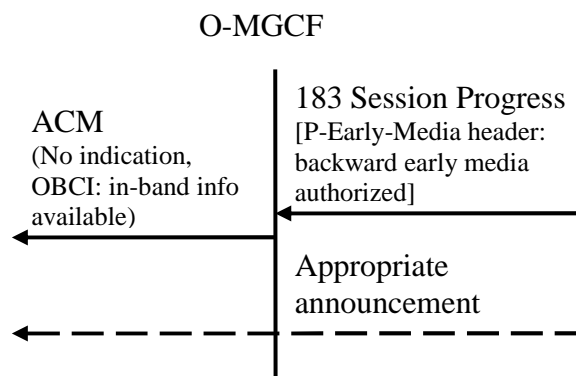 O-MGCF
ACM
(No indication,
OBCI: in-band info
available)
183 Session Progress
[P-Early-Media header:
backward early media
authorized]
Appropriate
announcement